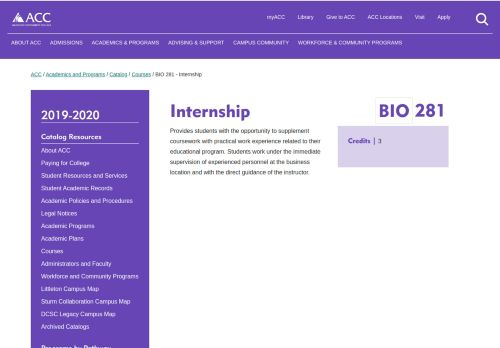 ACC
myACC Library Give to ACC ACC Locations Visit Apply
ABOUT ACC ADMISSIONS ACADEMICS & PROGRAMS ADVISING & SUPPORT CAMPUS COMMUNITY WORKFORCE & COMMUNITY PROGRAMS
ACC / Academics and Programs / Catalog / Courses / BIO 281 - Internship
2019-2020
Catalog Resources
About ACC
Paying for College
Student Resources and Services
Student Academic Records
Academic Policies and Procedures
Legal Notices
Academic Programs
Academic Plans
Courses
Administrators and Faculty
Workforce and Community Programs
Littleton Campus Map
Sturm Collaboration Campus Map
DCSC Legacy Campus Map
Archived Catalogs
Programs by Pathway
Internship
Provides students with the opportunity to supplement
coursework with practical work experience related to their
educational program. Students work under the immediate
supervision of experienced personnel at the business
location and with the direct guidance of the instructor.
BIO 281
Credits | 3